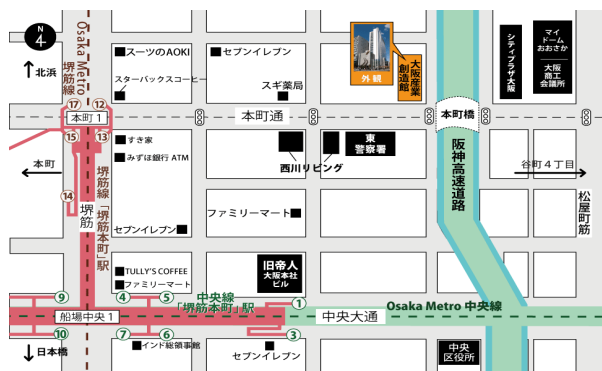 N
4
北浜
Osaka Metro
堺筋線
スーツのAOKI
セブンイレブン
スターバックスコーヒー
スギ薬局
外観
大阪産業
創造館
シティプラザ大阪
マイ
ドーム
おおさか
大阪
商工
会議所
17
12
本町1
15
13
本町通
本町橋
すき家
みずほ銀行 ATM
西川リビング
東
警察署
阪神高速道路
本町
谷町4丁目
松屋町筋
14
堺筋
堺筋線「堺筋本町」駅
ファミリーマート
セブンイレブン
TULLY'S COFFEE
ファミリーマート
旧帝人
大阪本社
ビル
9
4
5
中央線
「堺筋本町」駅
1
Osaka Metro 中央線
船場中央1
中央大通
10
7
6
3
日本橋
インド総領事館
セブンイレブン
中央
区役所